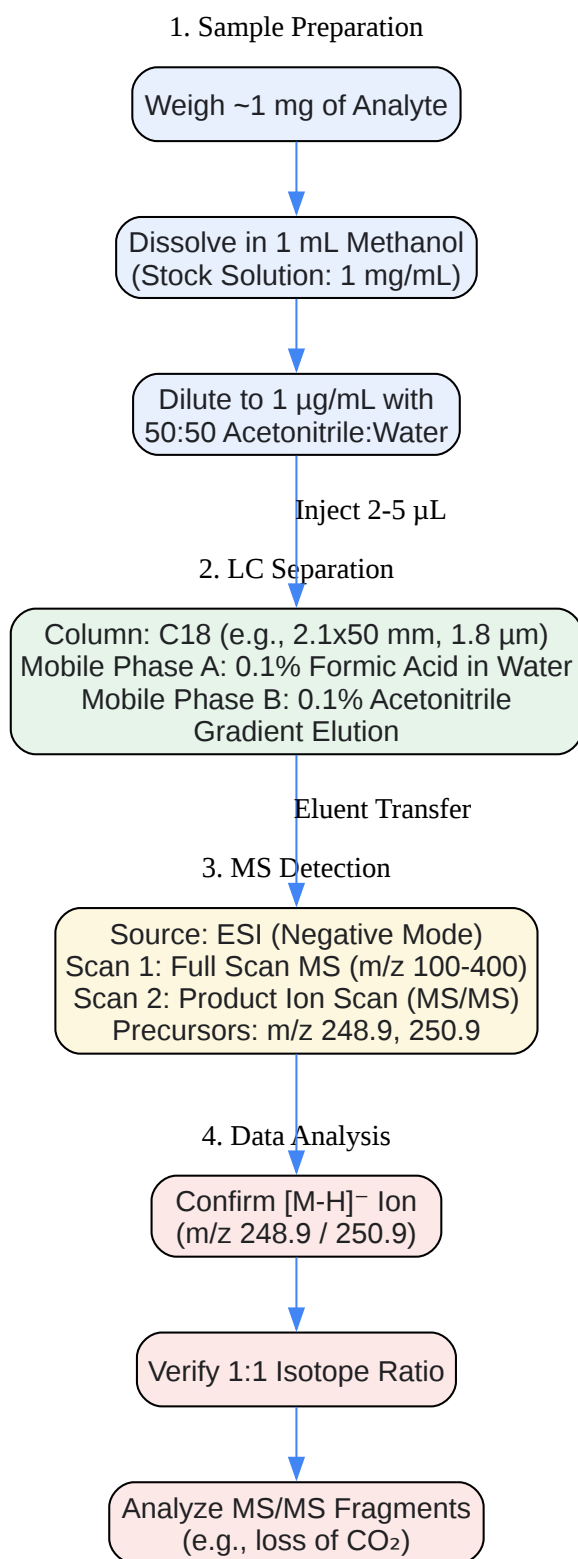 1. Sample Preparation
Weigh ~1 mg of Analyte
Dissolve in 1 mL Methanol
(Stock Solution: 1 mg/mL)
Dilute to 1 µg/mL with
50:50 Acetonitrile:Water
Inject 2-5 µL
2. LC Separation
Column: C18 (e.g., 2.1x50 mm, 1.8 µm)
Mobile Phase A: 0.1% Formic Acid in Water
Mobile Phase B: 0.1% Acetonitrile
Gradient Elution
Eluent Transfer
3. MS Detection
Source: ESI (Negative Mode)
Scan 1: Full Scan MS (m/z 100-400)
Scan 2: Product Ion Scan (MS/MS)
Precursors: m/z 248.9, 250.9
4. Data Analysis
Confirm [M-H]⁻ Ion
(m/z 248.9 / 250.9)
Verify 1:1 Isotope Ratio
Analyze MS/MS Fragments
(e.g., loss of CO₂)